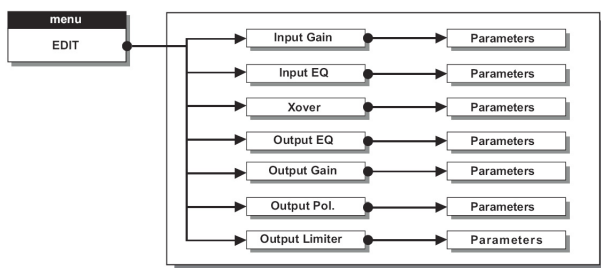 menu
EDIT
Input Gain Parameters
Input EQ Parameters
Xover Parameters
Output EQ Parameters
Output Gain Parameters
Output Pol. Parameters
Output Limiter Parameters